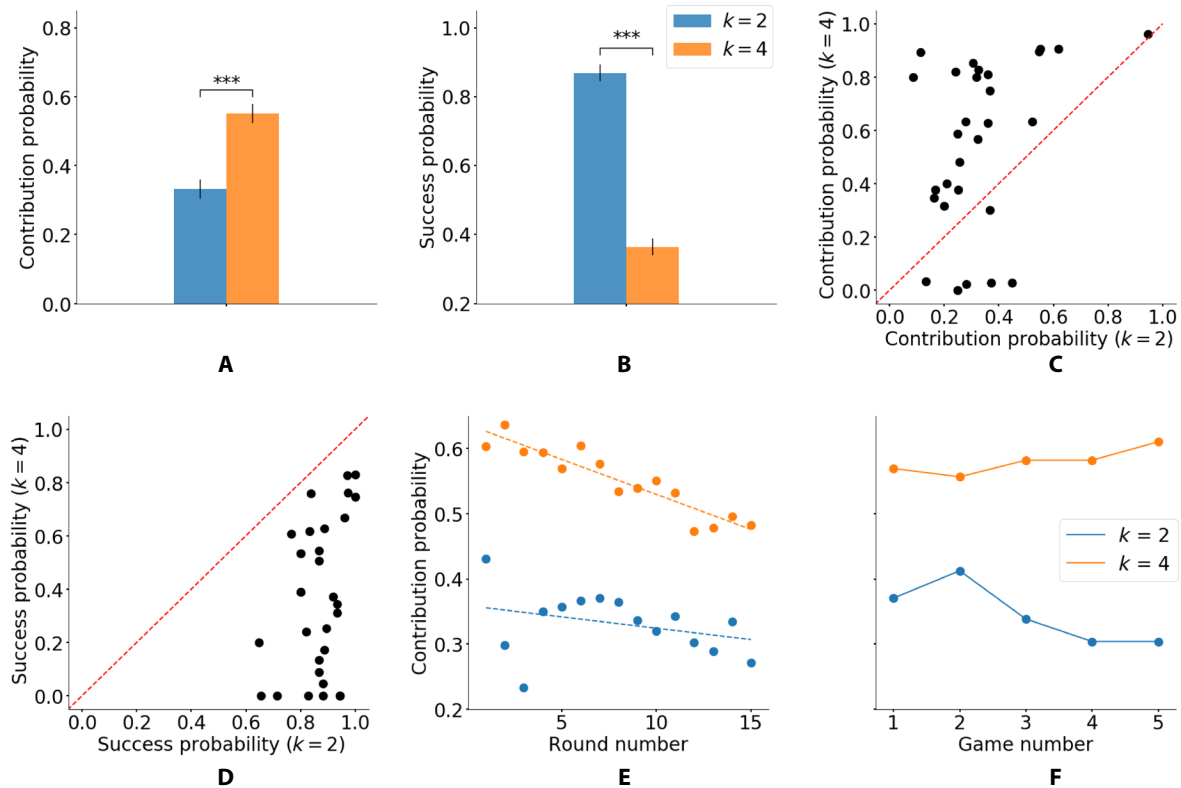 0.8
0.6
0.4
0.2
0.0
Contribution probability
***
A
1.0
0.8
0.6
0.4
0.2
Success probability
***
k = 2
k = 4
B
1.0
0.8
0.6
0.4
0.2
0.0
Contribution probability (k = 4)
0.0 0.2 0.4 0.6 0.8 1.0
Contribution probability (k = 2)
C
1.0
0.8
0.6
0.4
0.2
0.0
Success probability (k = 4)
0.0 0.2 0.4 0.6 0.8 1.0
Success probability (k = 2)
D
0.6
0.5
0.4
0.3
0.2
Contribution probability
5 10 15
Round number
E
k = 2
k = 4
1 2 3 4 5
Game number
F